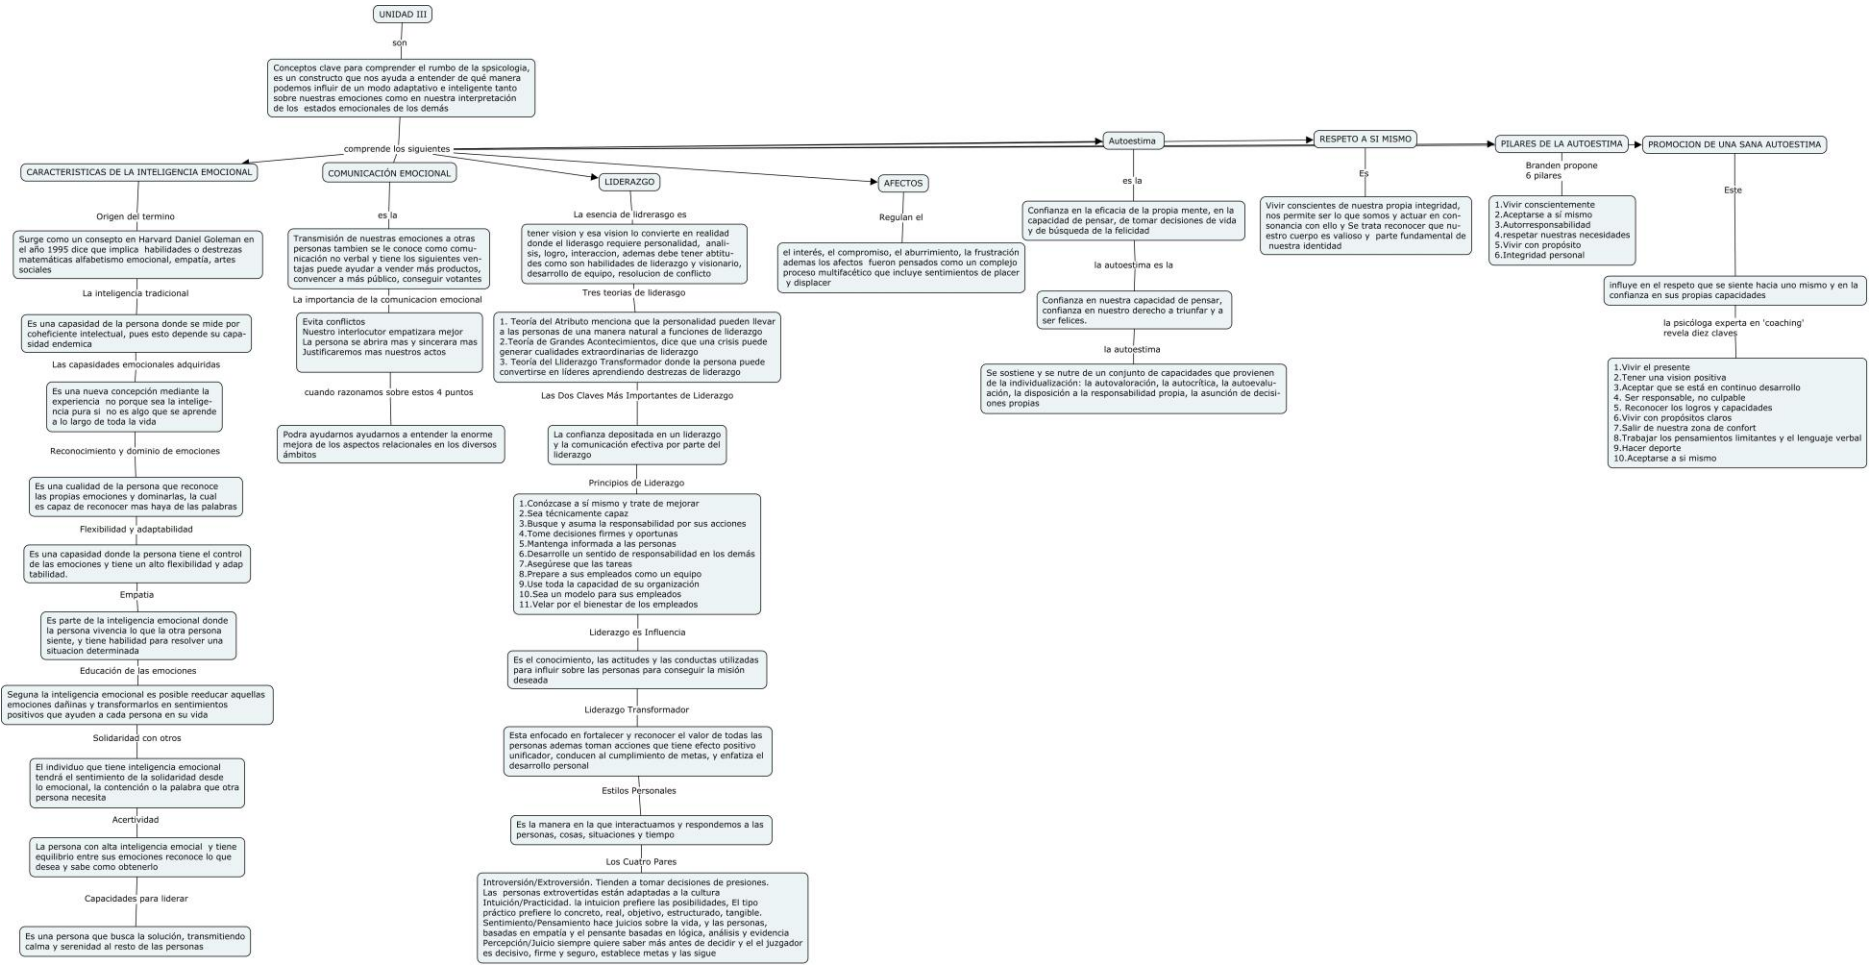 UNIDAD III
son
Conceptos clave para comprender el rumbo de la spsicologia,
es un constructo que nos ayuda a entender de qué manera
podemos influir de un modo adaptativo e inteligente tanto
sobre nuestras emociones como en nuestra interpretación
de los estados emocionales de los demás
comprende los siguientes
CARACTERISTICAS DE LA INTELIGENCIA EMOCIONAL
Origen del termino
Surge como un consepto en Harvard Daniel Goleman en
el año 1995 dice que implica habilidades o destrezas
matemáticas alfabetismo emocional, empatía, artes
sociales
La inteligencia tradicional
Es una capasidad de la persona donde se mide por
coheficiente intelectual, pues esto depende su capa-
sidad endemica
Las capasidades emocionales adquiridas
Es una nueva concepción mediante la
experiencia no porque sea la intelige-
ncia pura si no es algo que se aprende
a lo largo de toda la vida
Reconocimiento y dominio de emociones
Es una cualidad de la persona que reconoce
las propias emociones y dominarlas, la cual
es capaz de reconocer mas haya de las palabras
Flexibilidad y adaptabilidad
Es una capasidad donde la persona tiene el control
de las emociones y tiene un alto flexibilidad y adap
tabilidad.
Empatia
Es parte de la inteligencia emocional donde
la persona vivencia lo que la otra persona
siente, y tiene habilidad para resolver una
situacion determinada
Educación de las emociones
Seguna la inteligencia emocional es posible reeducar aquellas
emociones dañinas y transformarlos en sentimientos
positivos que ayuden a cada persona en su vida
Solidaridad con otros
El individuo que tiene inteligencia emocional
tendrá el sentimiento de la solidaridad desde
lo emocional, la contención o la palabra que otra
persona necesita
Acertividad
La persona con alta inteligencia emocial y tiene
equilibrio entre sus emociones reconoce lo que
desea y sabe como obtenerlo
Capacidades para liderar
Es una persona que busca la solución, transmitiendo
calma y serenidad al resto de las personas
COMUNICACIÓN EMOCIONAL
es la
Transmisión de nuestras emociones a otras
personas tambien se le conoce como comu-
nicación no verbal y tiene los siguientes ven-
tajas puede ayudar a vender más productos,
convencer a más público, conseguir votantes
La importancia de la comunicacion emocional
Evita conflictos
Nuestro interlocutor empatizara mejor
La persona se abrira mas y sincerara mas
Justificaremos mas nuestros actos
cuando razonamos sobre estos 4 puntos
Podra ayudarnos ayudarnos a entender la enorme
mejora de los aspectos relacionales en los diversos
ámbitos
LIDERAZGO
La esencia de lidrerasgo es
tener vision y esa vision lo convierte en realidad
donde el liderasgo requiere personalidad, anali-
sis, logro, interaccion, ademas debe tener abtitu-
des como son habilidades de liderazgo y visionario,
desarrollo de equipo, resolucion de conflicto
Tres teorias de liderasgo
1. Teoría del Atributo menciona que la personalidad pueden llevar
a las personas de una manera natural a funciones de liderazgo
2.Teoría de Grandes Acontecimientos, dice que una crisis puede
generar cualidades extraordinarias de liderazgo
3. Teoría del Lliderazgo Transformador donde la persona puede
convertirse en líderes aprendiendo destrezas de liderazgo
Las Dos Claves Más Importantes de Liderazgo
La confianza depositada en un liderazgo
y la comunicación efectiva por parte del
liderazgo
Principios de Liderazgo
1.Conózcase a sí mismo y trate de mejorar
2.Sea técnicamente capaz
3.Busque y asuma la responsabilidad por sus acciones
4.Tome decisiones firmes y oportunas
5.Mantenga informada a las personas
6.Desarrolle un sentido de responsabilidad en los demás
7.Asegúrese que las tareas
8.Prepare a sus empleados como un equipo
9.Use toda la capacidad de su organización
10.Sea un modelo para sus empleados
11.Velar por el bienestar de los empleados
Liderazgo es Influencia
Es el conocimiento, las actitudes y las conductas utilizadas
para influir sobre las personas para conseguir la misión
deseada
Liderazgo Transformador
Esta enfocado en fortalecer y reconocer el valor de todas las
personas ademas toman acciones que tiene efecto positivo
unificador, conducen al cumplimiento de metas, y enfatiza el
desarrollo personal
Estilos Personales
Es la manera en la que interactuamos y respondemos a las
personas, cosas, situaciones y tiempo
Los Cuatro Pares
Introversión/Extroversión. Tienden a tomar decisiones de presiones.
Las personas extrovertidas están adaptadas a la cultura
Intuición/Practicidad. la intuicion prefiere las posibilidades, El tipo
práctico prefiere lo concreto, real, objetivo, estructurado, tangible.
Sentimiento/Pensamiento hace juicios sobre la vida, y las personas,
basadas en empatía y el pensante basadas en lógica, análisis y evidencia
Percepción/Juicio siempre quiere saber más antes de decidir y el el juzgador
es decisivo, firme y seguro, establece metas y las sigue
AFECTOS
Regulan el
el interés, el compromiso, el aburrimiento, la frustración
ademas los afectos fueron pensados como un complejo
proceso multifacético que incluye sentimientos de placer
y displacer
Autoestima
es la
Confianza en la eficacia de la propia mente, en la
capacidad de pensar, de tomar decisiones de vida
y de búsqueda de la felicidad
la autoestima es la
Confianza en nuestra capacidad de pensar,
confianza en nuestro derecho a triunfar y a
ser felices.
la autoestima
Se sostiene y se nutre de un conjunto de capacidades que provienen
de la individualización: la autovaloración, la autocrítica, la autoevalu-
ación, la disposición a la responsabilidad propia, la asunción de decisi-
ones propias
RESPETO A SI MISMO
Es
Vivir conscientes de nuestra propia integridad,
nos permite ser lo que somos y actuar en con-
sonancia con ello y Se trata reconocer que nu-
estro cuerpo es valioso y parte fundamental de
nuestra identidad
PILARES DE LA AUTOESTIMA
Branden propone
6 pilares
1.Vivir conscientemente
2.Aceptarse a sí mismo
3.Autorresponsabilidad
4.respetar nuestras necesidades
5.Vivir con propósito
6.Integridad personal
PROMOCION DE UNA SANA AUTOESTIMA
Este
influye en el respeto que se siente hacia uno mismo y en la
confianza en sus propias capacidades
la psicóloga experta en 'coaching'
revela diez claves
1.Vivir el presente
2.Tener una vision positiva
3.Aceptar que se está en continuo desarrollo
4. Ser responsable, no culpable
5. Reconocer los logros y capacidades
6.Vivir con propósitos claros
7.Salir de nuestra zona de confort
8.Trabajar los pensamientos limitantes y el lenguaje verbal
9.Hacer deporte
10.Aceptarse a si mismo